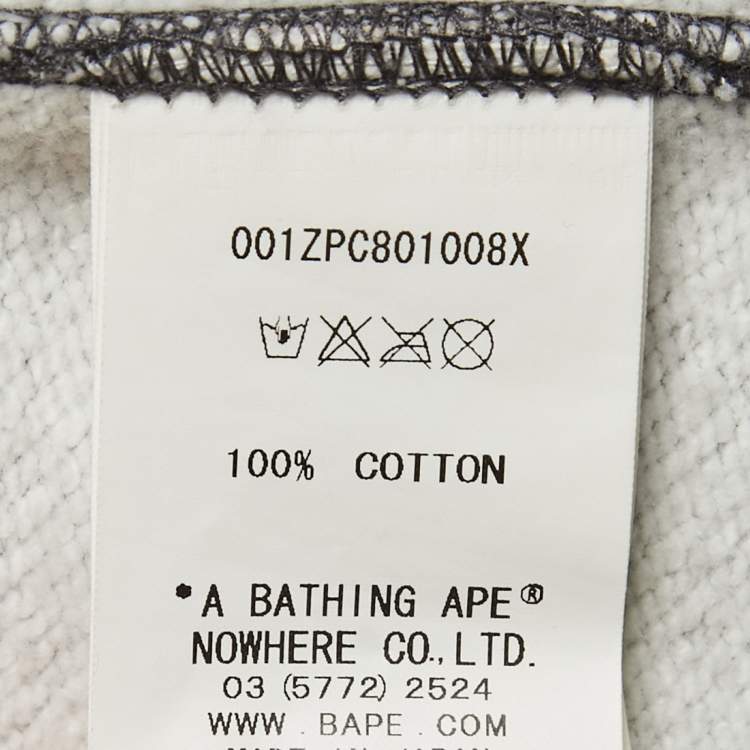 001ZPC801008X
100% COTTON
*A BATHING APE®
NOWHERE CO.,LTD.
03 (5772) 2524
WWW . BAPE . COM